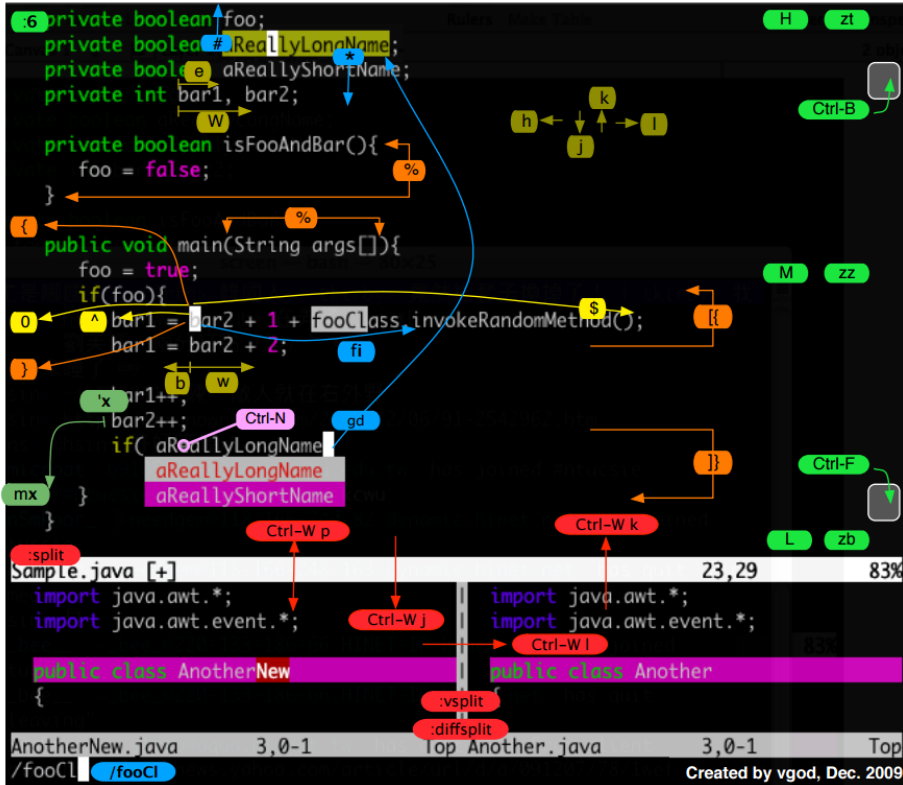 :6 private boolean foo; H zt
private boolea # aReallyLongName;
private boole e aReallyShortName; *
private int bar1, bar2; Ctrl-B
W h j k l
private boolean isFooAndBar(){
foo = false; %
}
{ %
public void main(String args[]){
foo = true; M zz
if(foo){ [{
0 ^ bar1 = bar2 + 1 + fooClass.invokeRandomMethod(); $
bar1 = bar2 + 2; fi
}
b w
'x bar1++;
bar2++; Ctrl-N gd
if( aReallyLongName
aReallyLongName ]} Ctrl-F
mx } aReallyShortName
}
Ctrl-W p Ctrl-W k L zb
:split
Sample.java [+] 23,29 83%
import java.awt.*; import java.awt.*;
import java.awt.event.*; Ctrl-W j import java.awt.event.*;
Ctrl-W l
public class AnotherNew public class Another
{ :vsplit {
:diffsplit
AnotherNew.java 3,0-1 Top Another.java 3,0-1 Top
/fooCl /fooCl Created by vgod, Dec. 2009